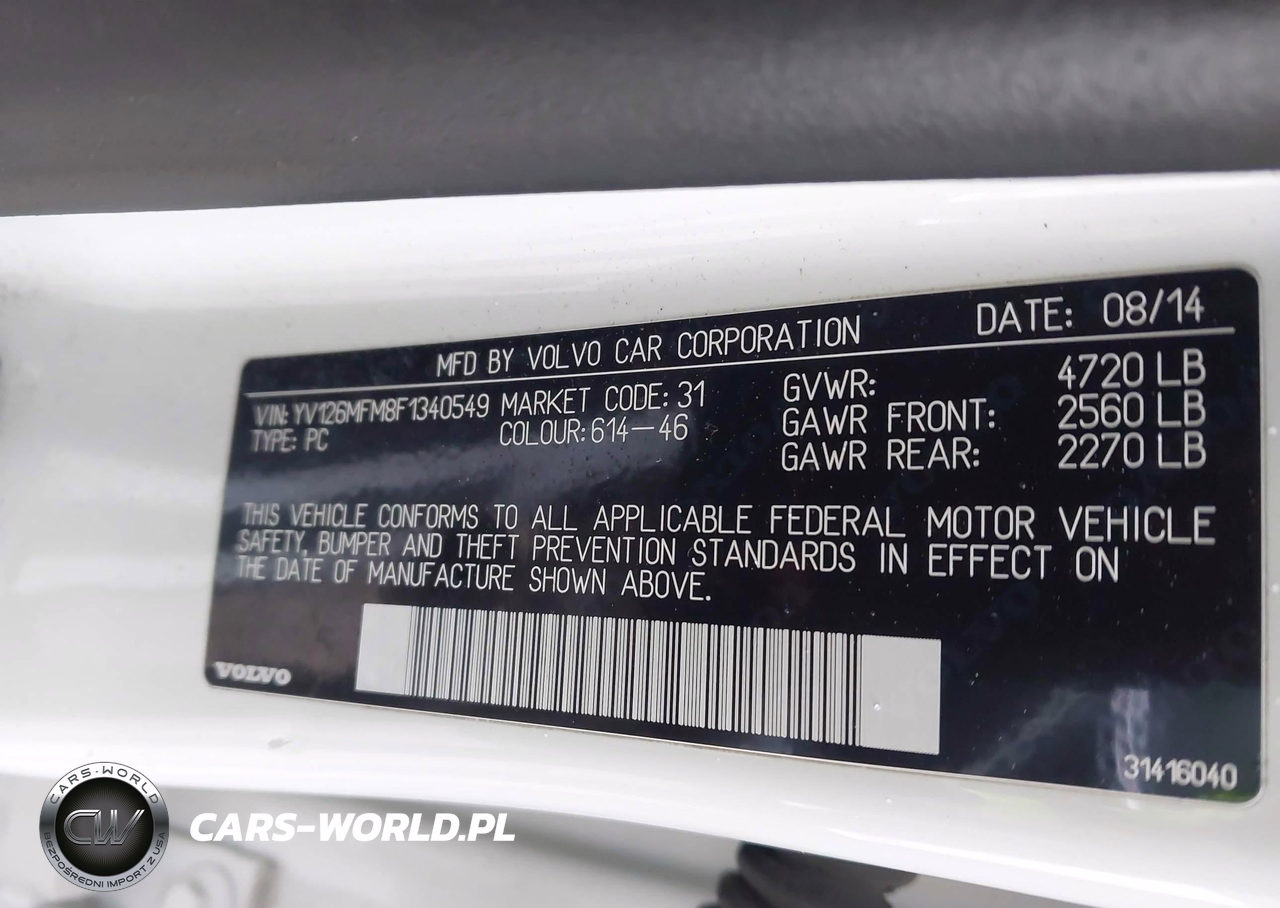 MFD BY VOLVO CAR CORPORATION DATE: 08/14
VIN: YV126MFM8F1340549 MARKET CODE: 31 GVWR: 4720 LB
TYPE: PC COLOUR: 614-46 GAWR FRONT: 2560 LB
GAWR REAR: 2270 LB
THIS VEHICLE CONFORMS TO ALL APPLICABLE FEDERAL MOTOR VEHICLE
SAFETY, BUMPER AND THEFT PREVENTION STANDARDS IN EFFECT ON
THE DATE OF MANUFACTURE SHOWN ABOVE.
VOLVO
31416040
CARS-WORLD
CW
BEZPOŚREDNI IMPORT Z USA
CARS-WORLD.PL